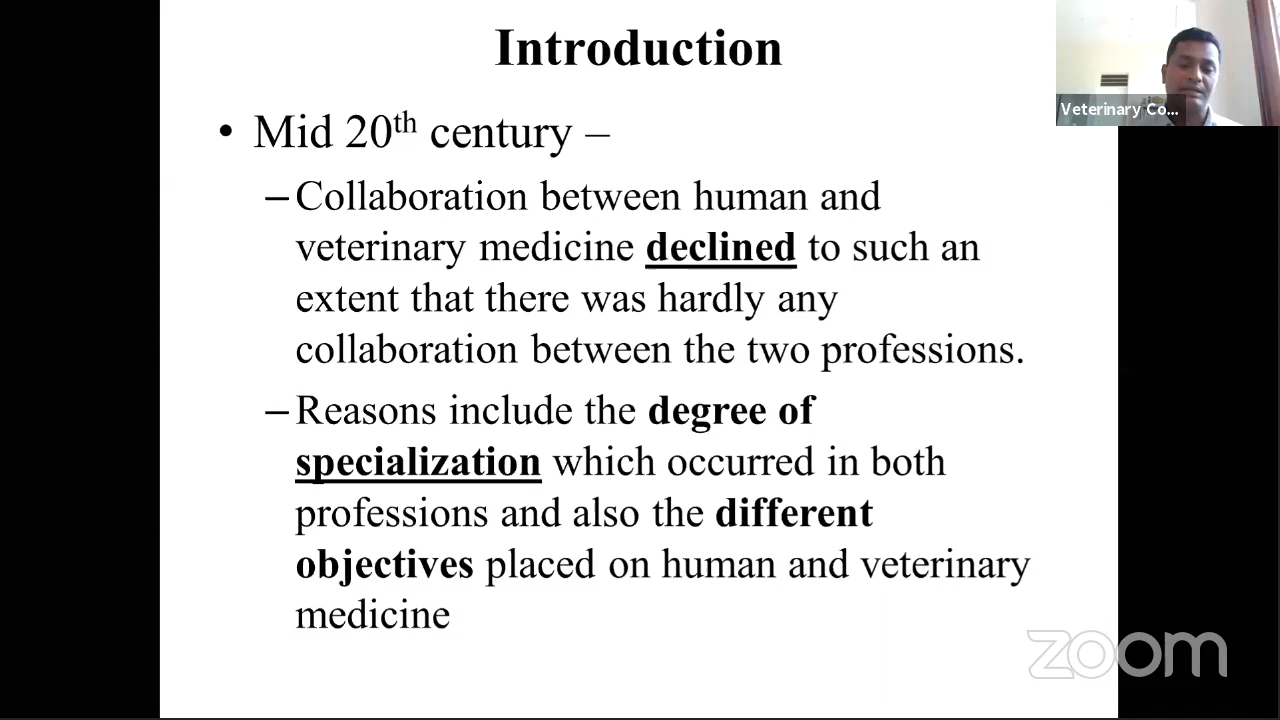 Introduction
• Mid 20th century –
– Collaboration between human and
veterinary medicine declined to such an
extent that there was hardly any
collaboration between the two professions.
– Reasons include the degree of
specialization which occurred in both
professions and also the different
objectives placed on human and veterinary
medicine
Veterinary Co...
zoom